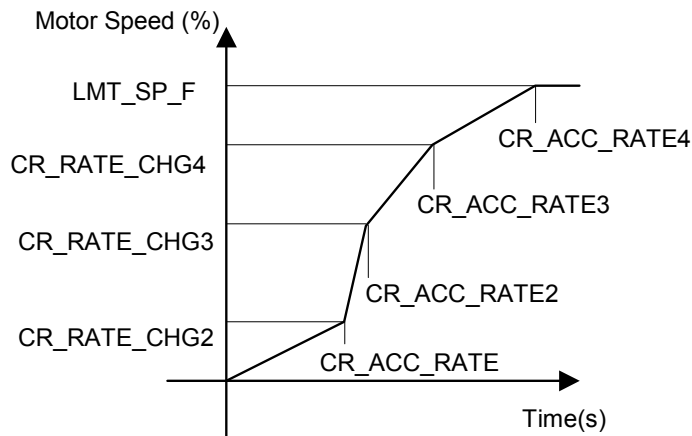 Motor Speed (%)
LMT_SP_F
CR_ACC_RATE4
CR_RATE_CHG4
CR_ACC_RATE3
CR_RATE_CHG3
CR_ACC_RATE2
CR_RATE_CHG2
CR_ACC_RATE
Time(s)